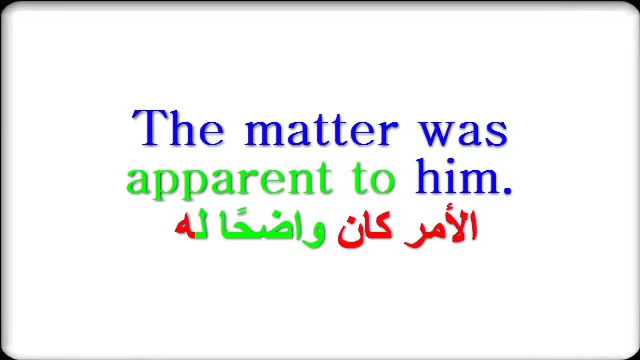 The matter was
apparent to him.
الأمر كان واضحًا له